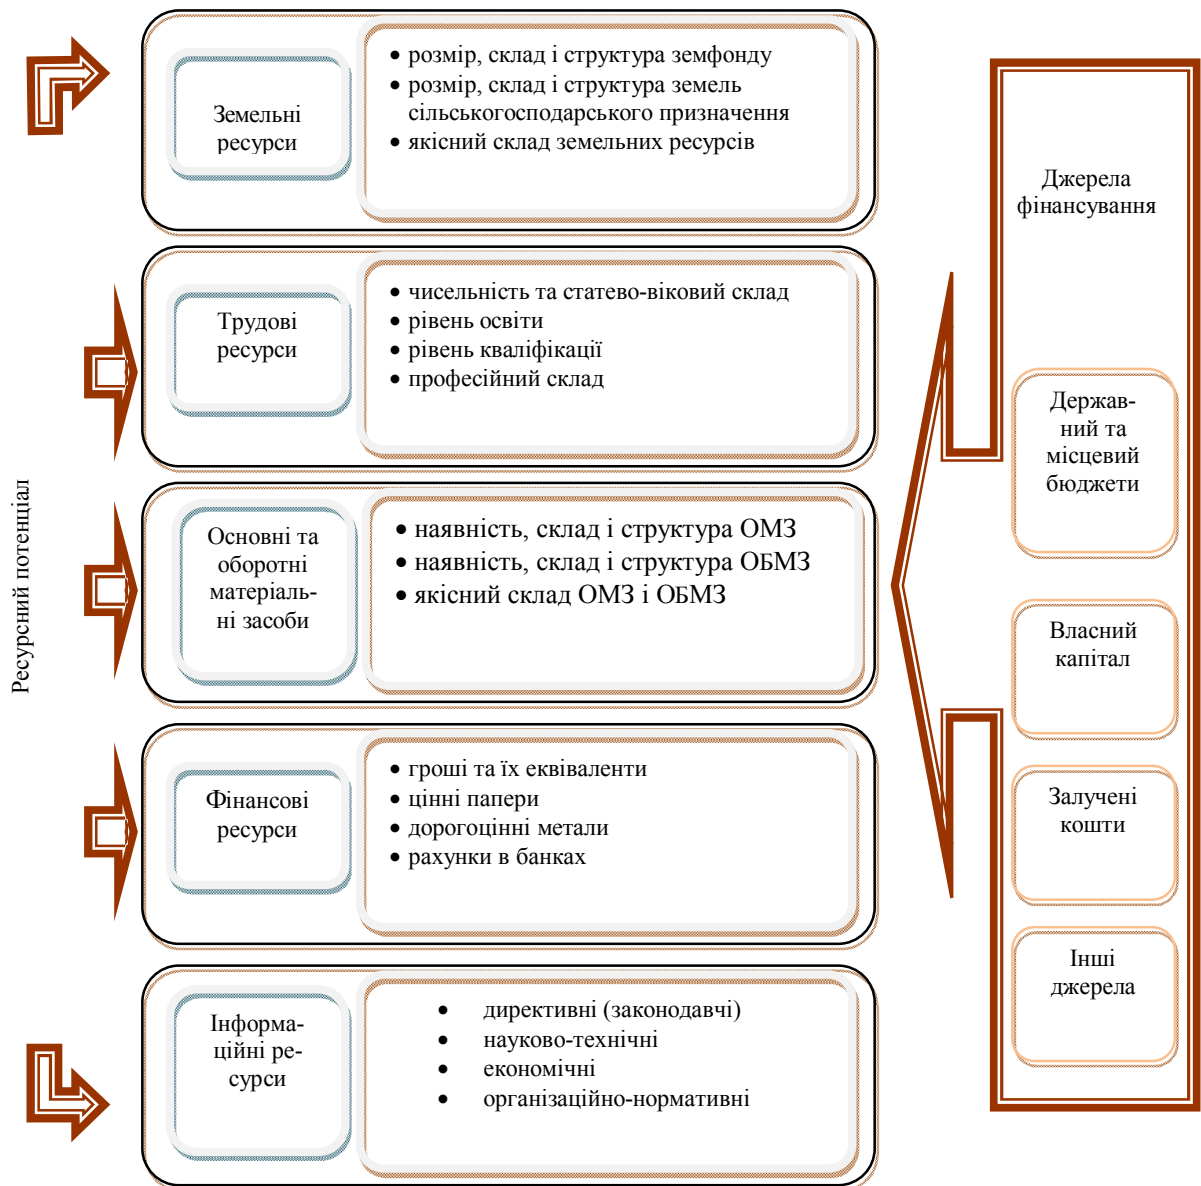 Ресурсний потенціал
Земельні
ресурси
• розмір, склад і структура земфонду
• розмір, склад і структура земель
сільськогосподарського призначення
• якісний склад земельних ресурсів
Трудові
ресурси
• чисельність та статево-віковий склад
• рівень освіти
• рівень кваліфікації
• професійний склад
Основні та
оборотні
матеріаль-
ні засоби
• наявність, склад і структура ОМЗ
• наявність, склад і структура ОБМЗ
• якісний склад ОМЗ і ОБМЗ
Фінансові
ресурси
• гроші та їх еквіваленти
• цінні папери
• дорогоцінні метали
• рахунки в банках
Інформа-
ційні ре-
сурси
• директивні (законодавчі)
• науково-технічні
• економічні
• організаційно-нормативні
Джерела
фінансування
Держав-
ний та
місцевий
бюджети
Власний
капітал
Залучені
кошти
Інші
джерела